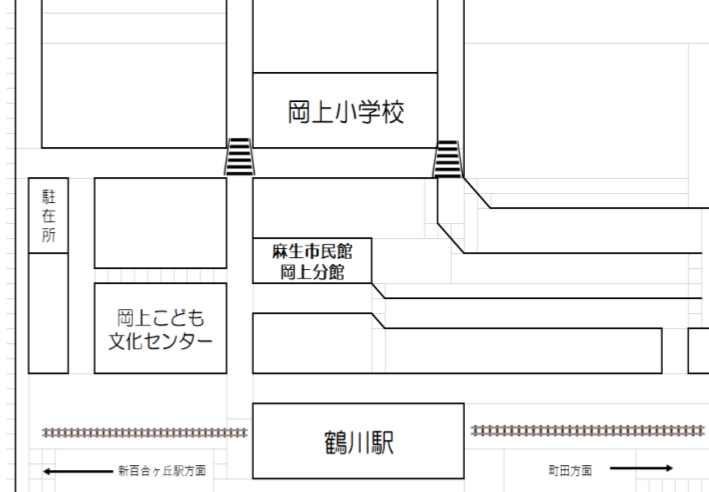 岡上小学校
駐在所
麻生市民館
岡上分館
岡上こども
文化センター
鶴川駅
新百合ヶ丘駅方面
町田方面